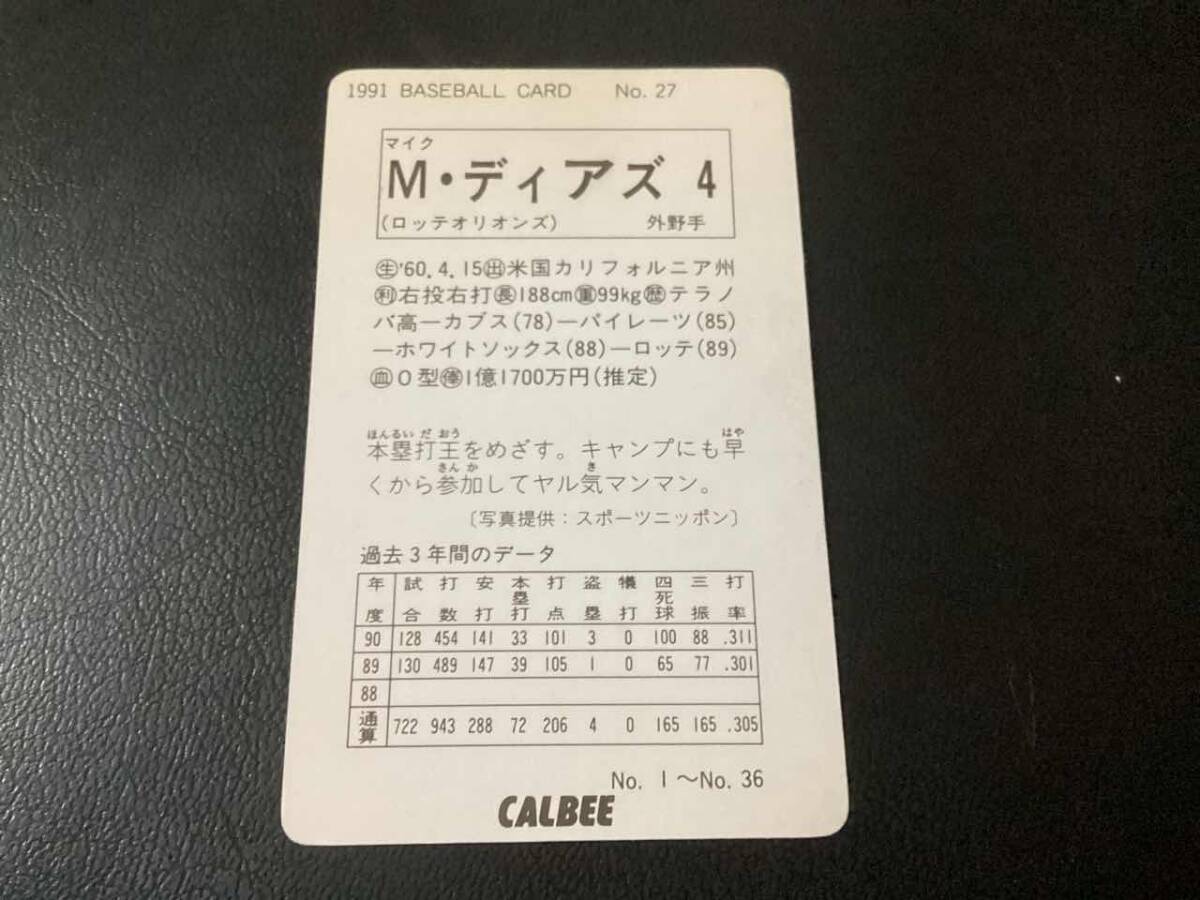 1991 BASEBALL CARD No. 27
マイク
M・ディアズ 4
(ロッテオリオンズ) 外野手
㊤'60.4.15㊥米国カリフォルニア州
㊒右投右打㊐188cm㊑99kg㊓テラノ
バ高―カブス(78)―パイレーツ(85)
―ホワイトソックス(88)―ロッテ(89)
O型 1億1700万円(推定)
ほんるいだおう はや
本塁打王をめざす。キャンプにも早
さんか き
くから参加してヤル気マンマン。
〔写真提供：スポーツニッポン〕
過去3年間のデータ
年度 試合 打数 安打 本塁打 打点 盗塁 犠打 四死球 三振 打率
90 128 454 141 33 101 3 0 100 88 .311
89 130 489 147 39 105 1 0 65 77 .301
88
通算 722 943 288 72 206 4 0 165 165 .305
No. 1～No. 36
CALBEE